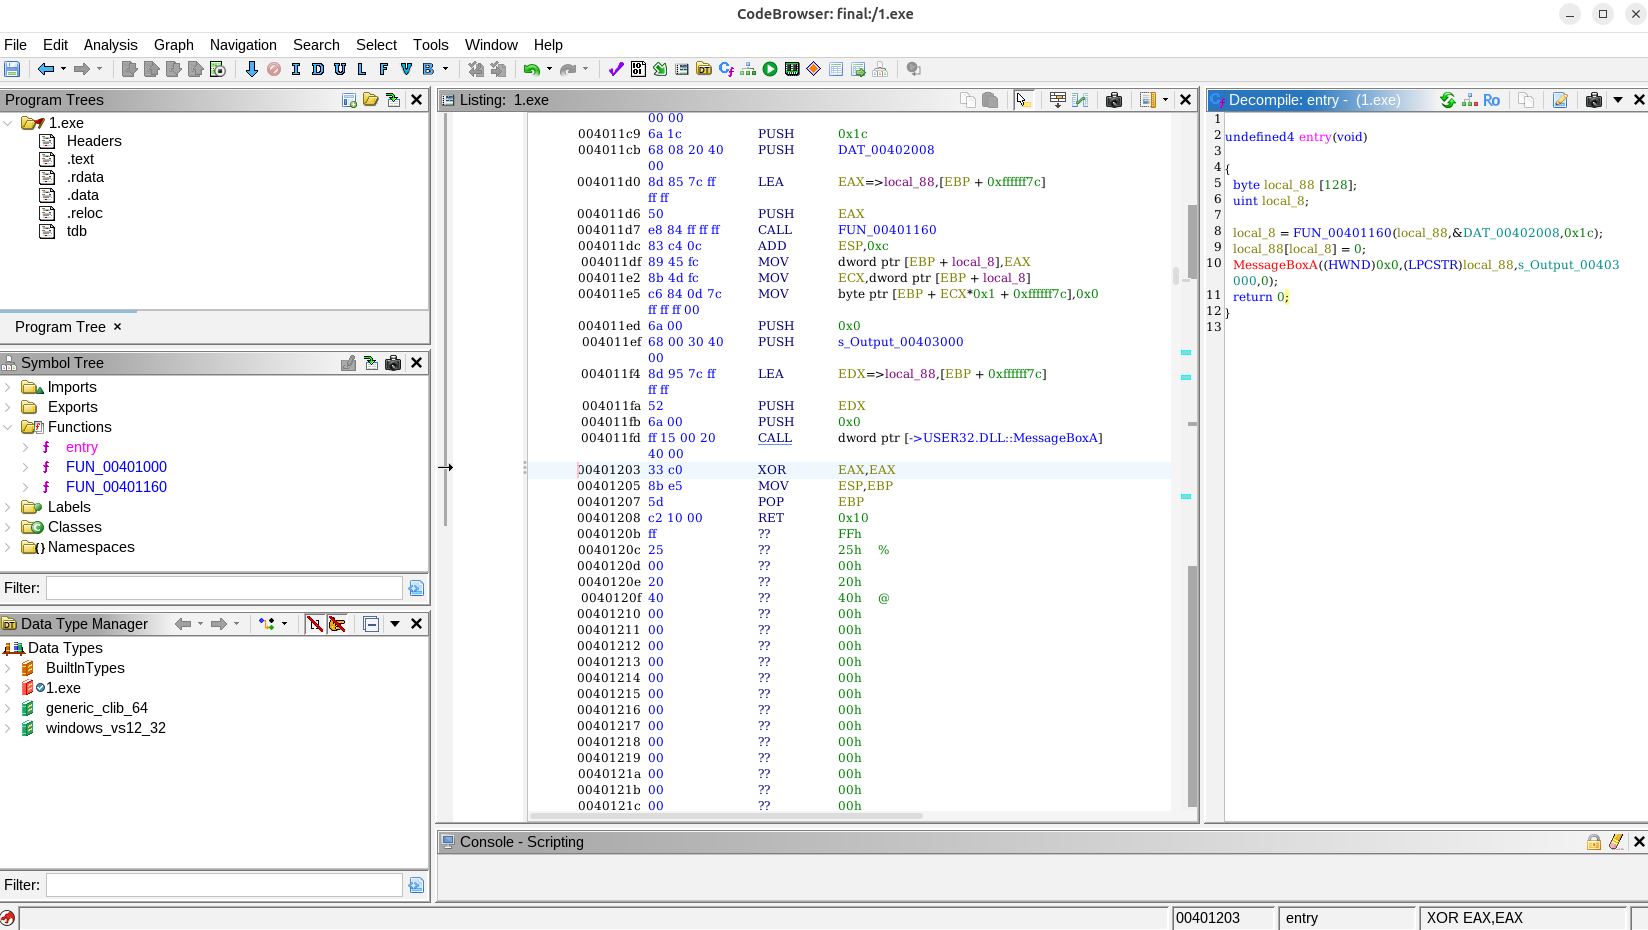 CodeBrowser: final:/1.exe
File Edit Analysis Graph Navigation Search Select Tools Window Help
I D U L F V B
Program Trees
1.exe
Headers
.text
.rdata
.data
.reloc
tdb
Program Tree ×
Symbol Tree
Imports
Exports
Functions
f entry
f FUN_00401000
f FUN_00401160
Labels
Classes
Namespaces
Filter:
Data Type Manager
Data Types
BuiltInTypes
1.exe
generic_clib_64
windows_vs12_32
Filter:
Listing: 1.exe
00 00
004011c9 6a 1c PUSH 0x1c
004011cb 68 08 20 40 PUSH DAT_00402008
00
004011d0 8d 85 7c ff LEA EAX=>local_88,[EBP + 0xffffff7c]
ff ff
004011d6 50 PUSH EAX
004011d7 e8 84 ff ff ff CALL FUN_00401160
004011dc 83 c4 0c ADD ESP,0xc
004011df 89 45 fc MOV dword ptr [EBP + local_8],EAX
004011e2 8b 4d fc MOV ECX,dword ptr [EBP + local_8]
004011e5 c6 84 0d 7c MOV byte ptr [EBP + ECX*0x1 + 0xffffff7c],0x0
ff ff ff 00
004011ed 6a 00 PUSH 0x0
004011ef 68 00 30 40 PUSH s_Output_00403000
00
004011f4 8d 95 7c ff LEA EDX=>local_88,[EBP + 0xffffff7c]
ff ff
004011fa 52 PUSH EDX
004011fb 6a 00 PUSH 0x0
004011fd ff 15 00 20 CALL dword ptr [->USER32.DLL::MessageBoxA]
40 00
00401203 33 c0 XOR EAX,EAX
00401205 8b e5 MOV ESP,EBP
00401207 5d POP EBP
00401208 c2 10 00 RET 0x10
0040120b ff ?? FFh
0040120c 25 ?? 25h %
0040120d 00 ?? 00h
0040120e 20 ?? 20h
0040120f 40 ?? 40h @
00401210 00 ?? 00h
00401211 00 ?? 00h
00401212 00 ?? 00h
00401213 00 ?? 00h
00401214 00 ?? 00h
00401215 00 ?? 00h
00401216 00 ?? 00h
00401217 00 ?? 00h
00401218 00 ?? 00h
00401219 00 ?? 00h
0040121a 00 ?? 00h
0040121b 00 ?? 00h
0040121c 00 ?? 00h
Decompile: entry - (1.exe)
Ro
1
2 undefined4 entry(void)
3
4 {
5 byte local_88 [128];
6 uint local_8;
7
8 local_8 = FUN_00401160(local_88,&DAT_00402008,0x1c);
9 local_88[local_8] = 0;
10 MessageBoxA((HWND)0x0,(LPCSTR)local_88,s_Output_00403
000,0);
11 return 0;
12 }
13
Console - Scripting
00401203 entry XOR EAX,EAX